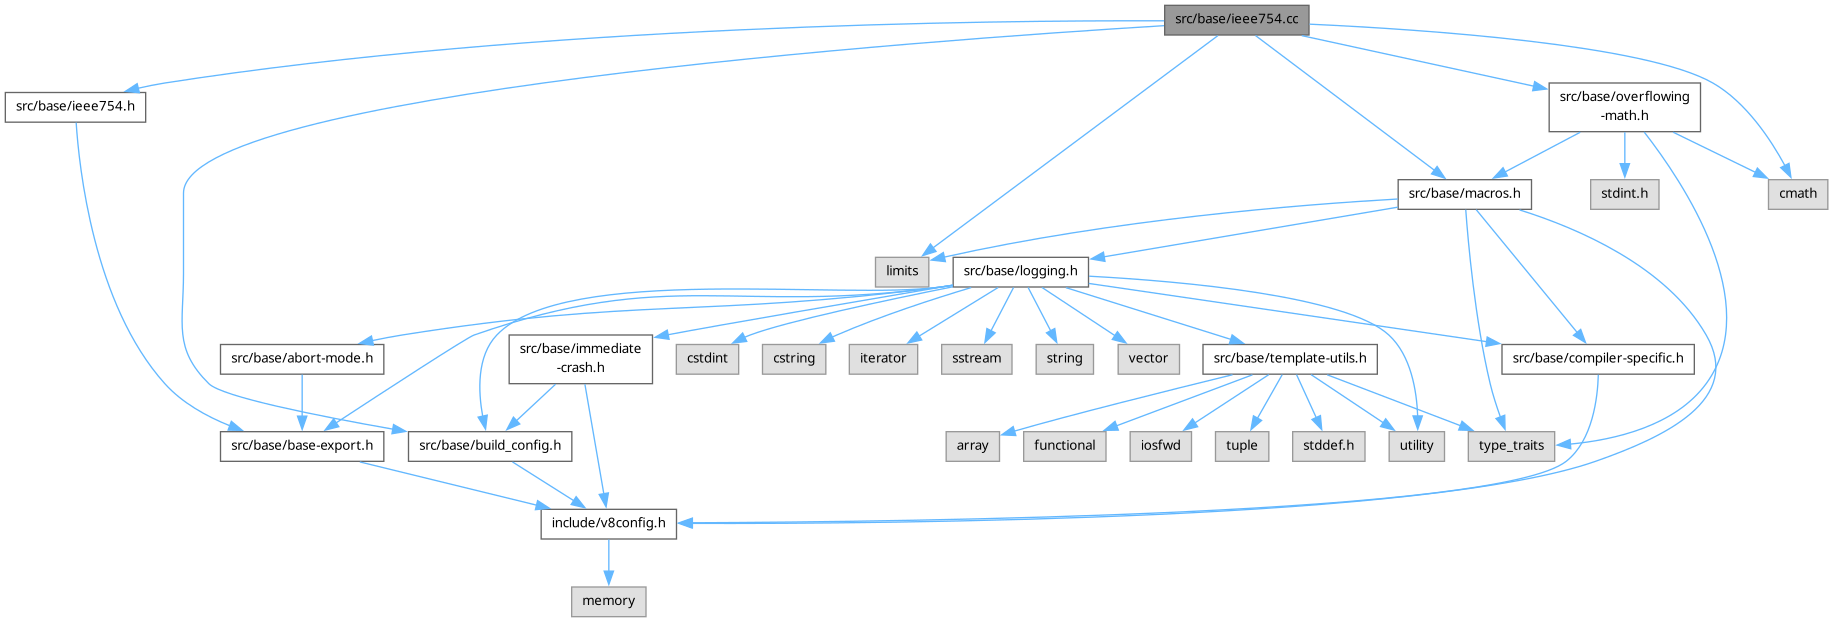 src/base/ieee754.cc
src/base/ieee754.h
src/base/overflowing
-math.h
src/base/macros.h
stdint.h
cmath
limits
src/base/logging.h
src/base/abort-mode.h
src/base/immediate
-crash.h
cstdint
cstring
iterator
sstream
string
vector
src/base/template-utils.h
src/base/compiler-specific.h
src/base/base-export.h
src/base/build_config.h
array
functional
iosfwd
tuple
stddef.h
utility
type_traits
include/v8config.h
memory